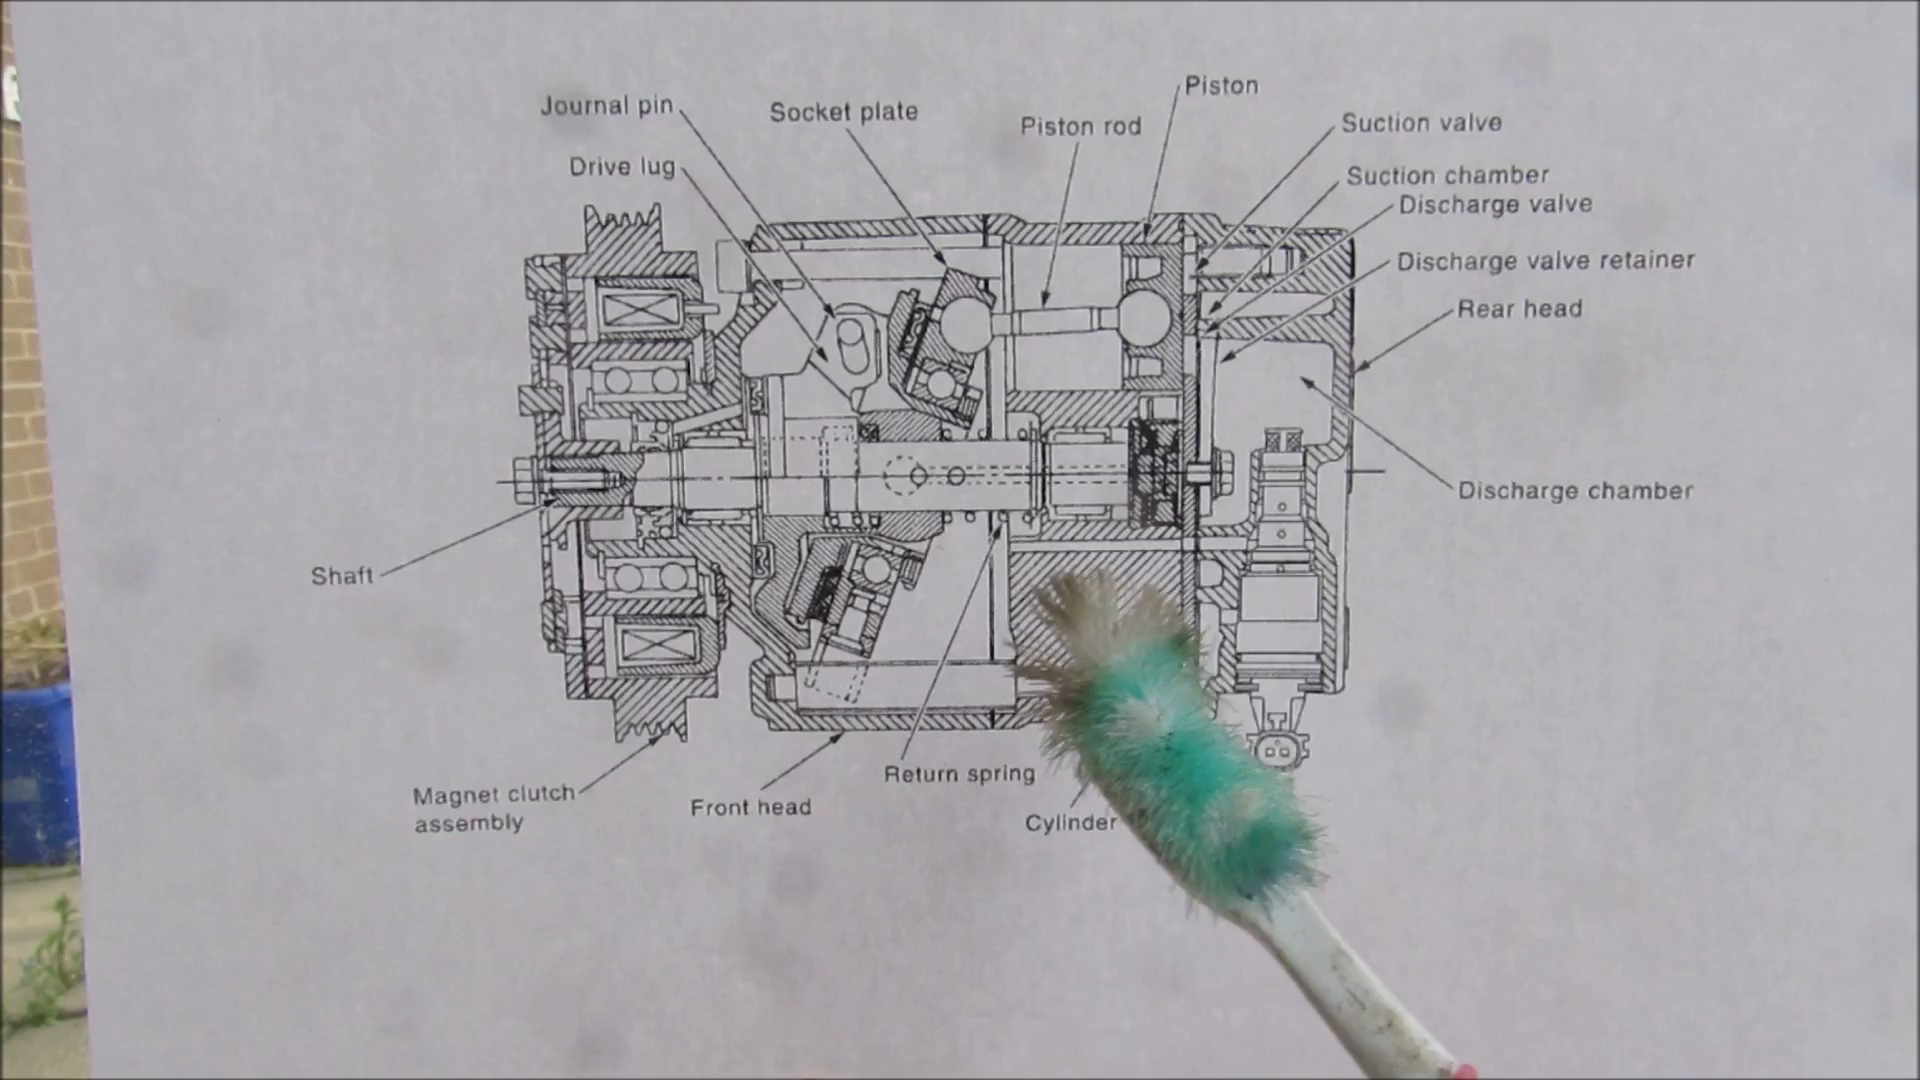 Piston
Journal pin
Socket plate
Piston rod
Suction valve
Drive lug
Suction chamber
Discharge valve
Discharge valve retainer
Rear head
Discharge chamber
Shaft
Return spring
Magnet clutch
assembly
Front head
Cylinder